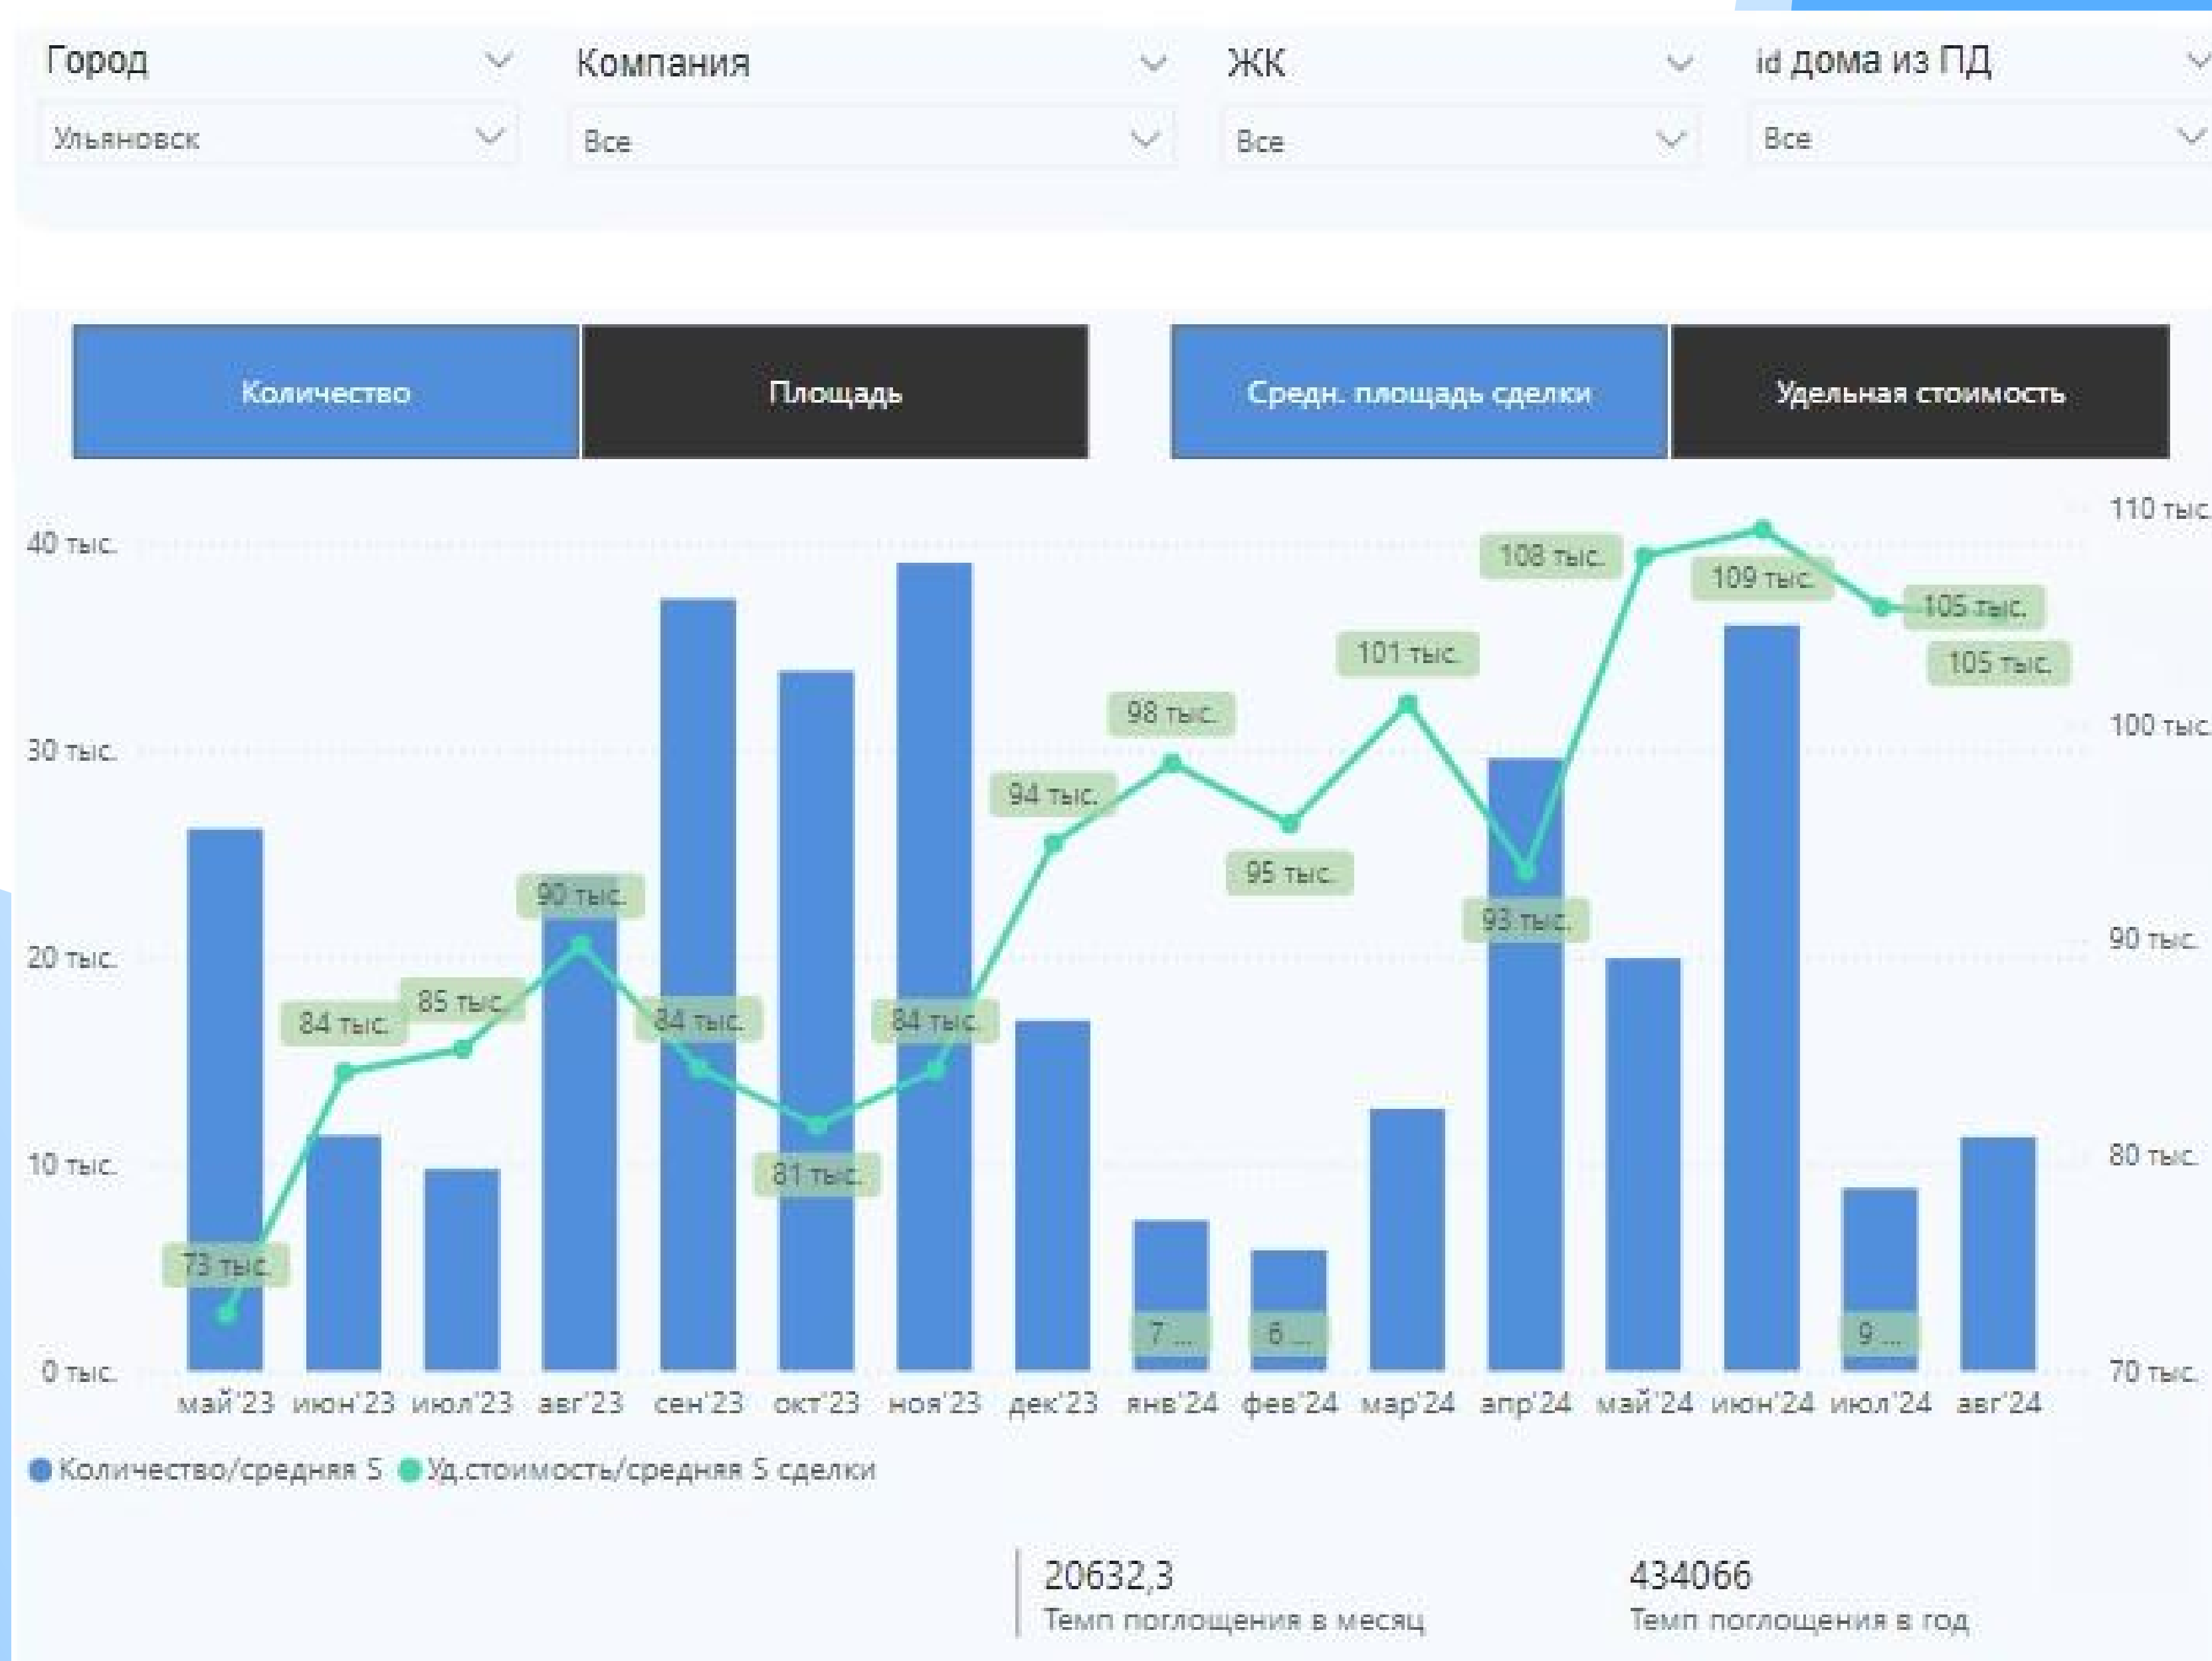 Город
Компания
ЖК
id дома из ПД
Ульяновск
Все
Все
Все
Количество
Площадь
Средн. площадь сделки
Удельная стоимость
40 тыс.
30 тыс.
20 тыс.
10 тыс.
0 тыс.
110 тыс.
100 тыс.
90 тыс.
80 тыс.
70 тыс.
73 тыс.
84 тыс.
85 тыс.
90 тыс.
84 тыс.
81 тыс.
84 тыс.
94 тыс.
98 тыс.
95 тыс.
101 тыс.
93 тыс.
108 тыс.
109 тыс.
105 тыс.
105 тыс.
7 ...
6 ...
9 ...
май'23 июн'23 июл'23 авг'23 сен'23 окт'23 ноя'23 дек'23 янв'24 фев'24 мар'24 апр'24 май'24 июн'24 июл'24 авг'24
Количество/средняя S Уд.стоимость/средняя S сделки
20632,3
Темп поглощения в месяц
434066
Темп поглощения в год